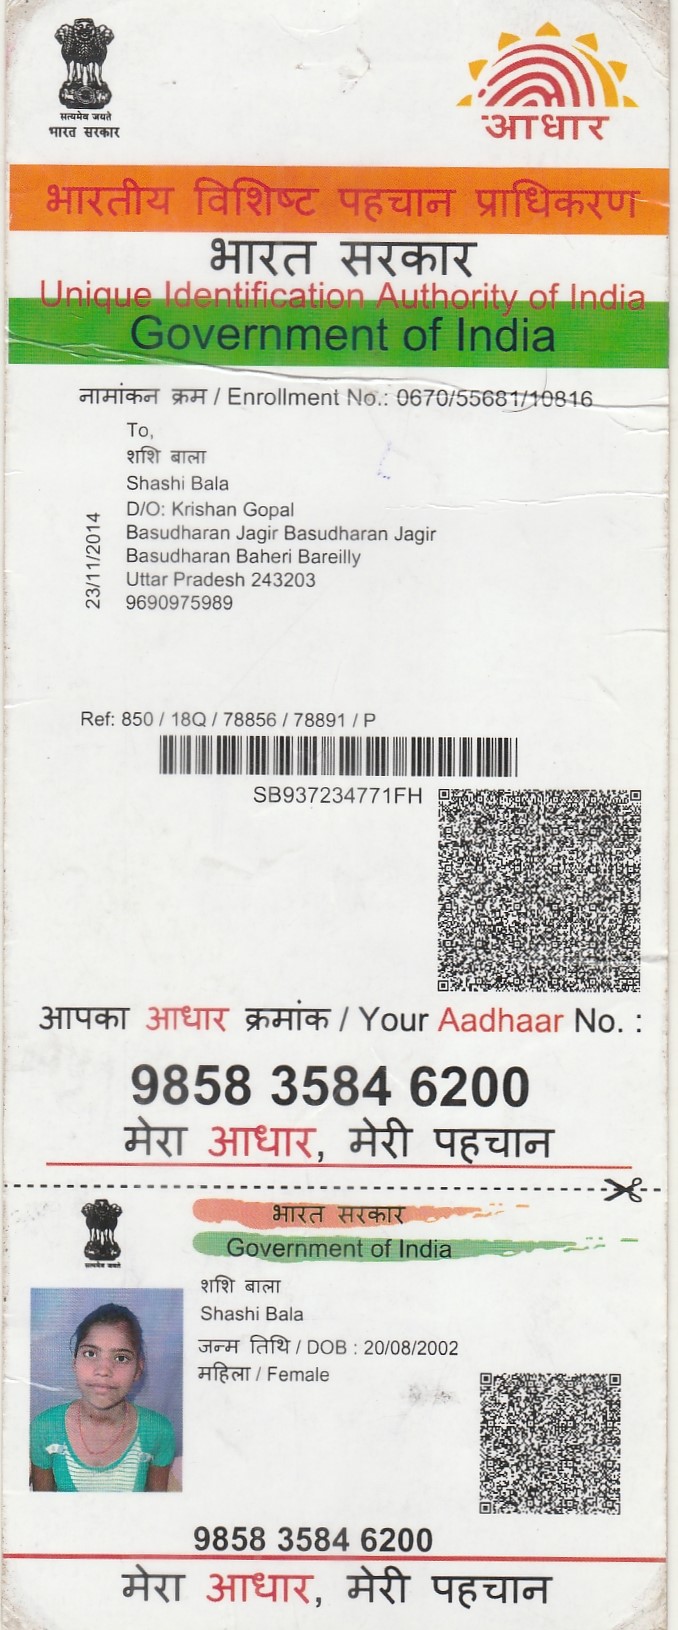 सत्यमेव जयते
भारत सरकार
आधार
भारतीय विशिष्ट पहचान प्राधिकरण
भारत सरकार
Unique Identification Authority of India
Government of India
नामांकन क्रम / Enrollment No.: 0670/55681/10816
To,
शशि बाला
Shashi Bala
D/O: Krishan Gopal
Basudharan Jagir Basudharan Jagir
Basudharan Baheri Bareilly
Uttar Pradesh 243203
9690975989
23/11/2014
Ref: 850 / 18Q / 78856 / 78891 / P
SB937234771FH
आपका आधार क्रमांक / Your Aadhaar No. :
9858 3584 6200
मेरा आधार, मेरी पहचान
सत्यमेव जयते
भारत सरकार
Government of India
शशि बाला
Shashi Bala
जन्म तिथि / DOB : 20/08/2002
महिला / Female
9858 3584 6200
मेरा आधार, मेरी पहचान